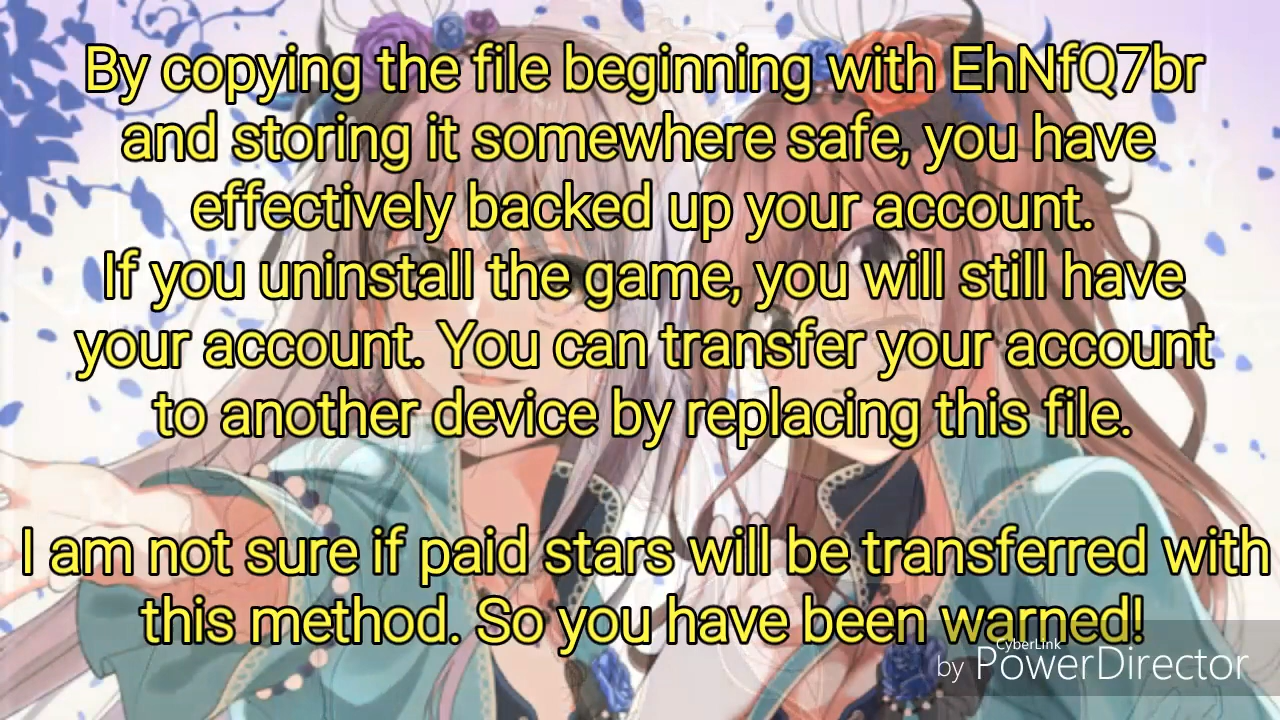 By copying the file beginning with EhNfQ7br
and storing it somewhere safe, you have
effectively backed up your account.
If you uninstall the game, you will still have
your account. You can transfer your account
to another device by replacing this file.
I am not sure if paid stars will be transferred with
this method. So you have been warned!
CyberLink
by PowerDirector